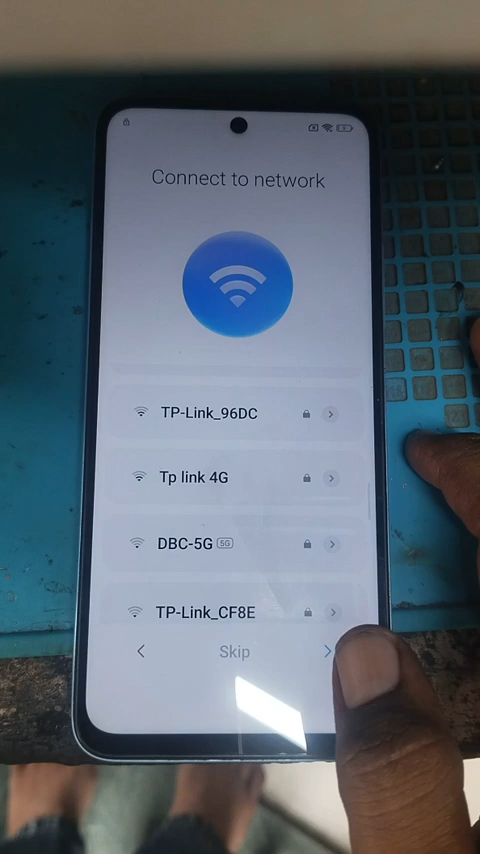 Connect to network
TP-Link_96DC
Tp link 4G
DBC-5G 5G
TP-Link_CF8E
Skip